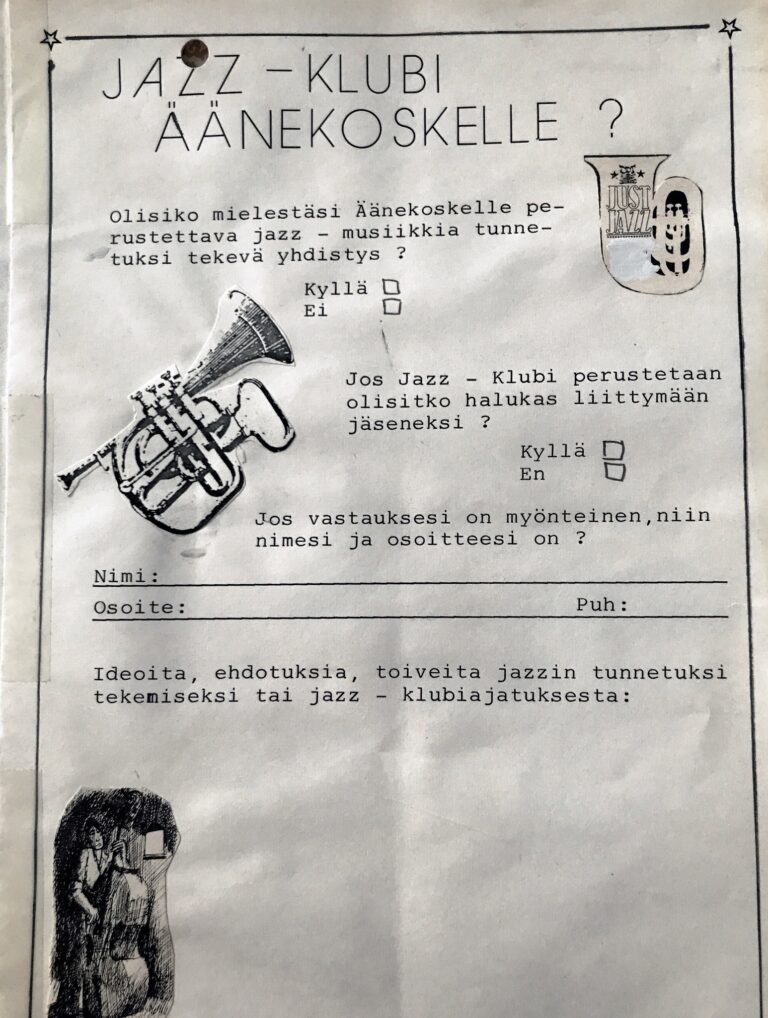 JAZZ - KLUBI
ÄÄNEKOSKELLE ?
JUST
JAZZ
Olisiko mielestäsi Äänekoskelle pe-
rustettava jazz - musiikkia tunne-
tuksi tekevä yhdistys ?
Kyllä
Ei
Jos Jazz - Klubi perustetaan
olisitko halukas liittymään
jäseneksi ?
Kyllä
En
Jos vastauksesi on myönteinen,niin
nimesi ja osoitteesi on ?
Nimi:
Osoite: Puh:
Ideoita, ehdotuksia, toiveita jazzin tunnetuksi
tekemiseksi tai jazz - klubiajatuksesta: